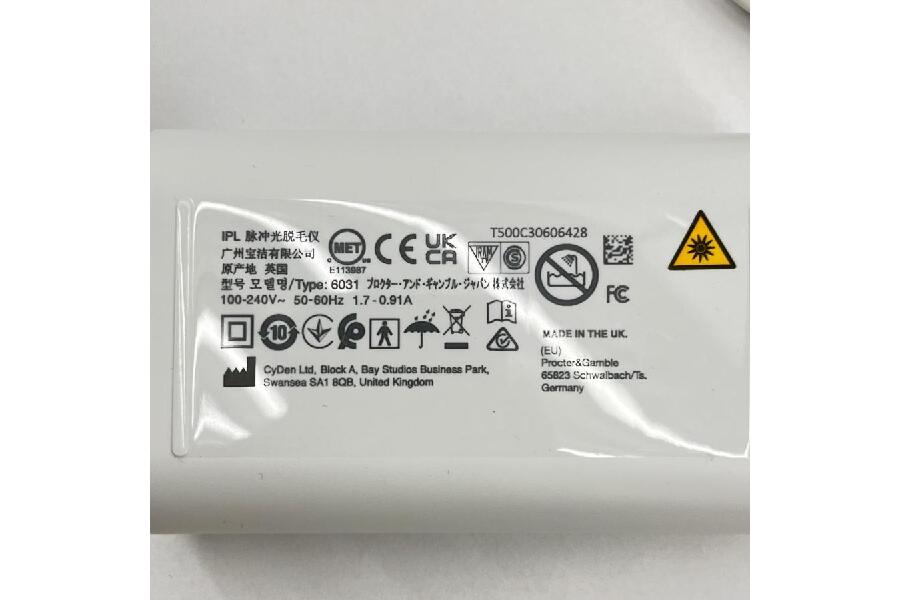 IPL 脉冲光脱毛仪
广州宝洁有限公司
原产地 英国
型号 모델명/Type: 6031 プロクター・アンド・ギャンブル・ジャパン株式会社
100-240V~ 50-60Hz 1.7-0.91A
MET
E113987
CE
UK
CA
T500C30606428
S
FC
10
MADE IN THE UK.
(EU)
Procter&Gamble
65823 Schwalbach/Ts.
Germany
CyDen Ltd, Block A, Bay Studios Business Park,
Swansea SA1 8QB, United Kingdom